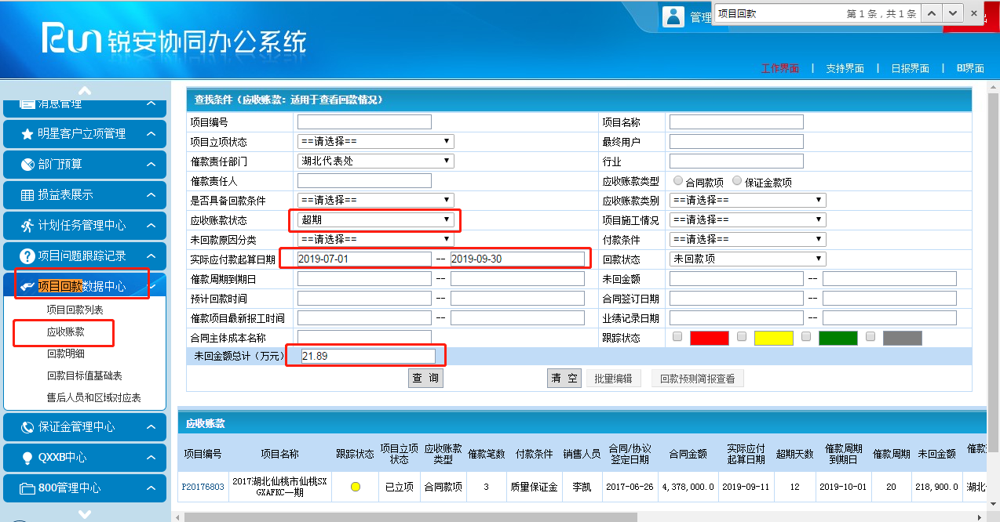 锐安协同办公系统
管理
项目回款 第 1 条，共 1 条
工作界面 | 支持界面 | 日报界面 | BI界面
消息管理
明星客户立项管理
部门预算
损益表展示
计划任务管理中心
项目问题跟踪记录
项目回款数据中心
项目回款列表
应收账款
回款明细
回款目标值基础表
售后人员和区域对应表
保证金管理中心
QXXB中心
800管理中心
查找条件（应收账款：适用于查看回款情况）
项目编号 项目名称
项目立项状态 ==请选择== 最终用户
催款责任部门 湖北代表处 行业
催款责任人 应收账款类型 合同款项 保证金款项
是否具备回款条件 ==请选择== 应收账款类别 ==请选择==
应收账款状态 超期 项目施工情况 ==请选择==
未回款原因分类 ==请选择== 付款条件 ==请选择==
实际应付款起算日期 2019-07-01 -- 2019-09-30 回款状态 未回款项
催款周期到期日 -- 未回金额 --
预计回款时间 -- 合同签订日期 --
催款项目最新报工时间 -- 业绩记录日期 --
合同主体成本名称 跟踪状态
未回金额总计（万元） 21.89
查 询 清 空 批量编辑 回款预测简报查看
应收账款
项目编号 项目名称 跟踪状态 项目立项状态 应收账款类型 催款笔数 付款条件 销售人员 合同/协议签定日期 合同金额 实际应付起算日期 超期天数 催款周期到期日 催款周期 未回金额 催款
P20176803 2017湖北仙桃市仙桃SXGXAFKC一期 已立项 合同款项 3 质量保证金 李凯 2017-06-26 4,378,000.0 2019-09-11 12 2019-10-01 20 218,900.0 湖北